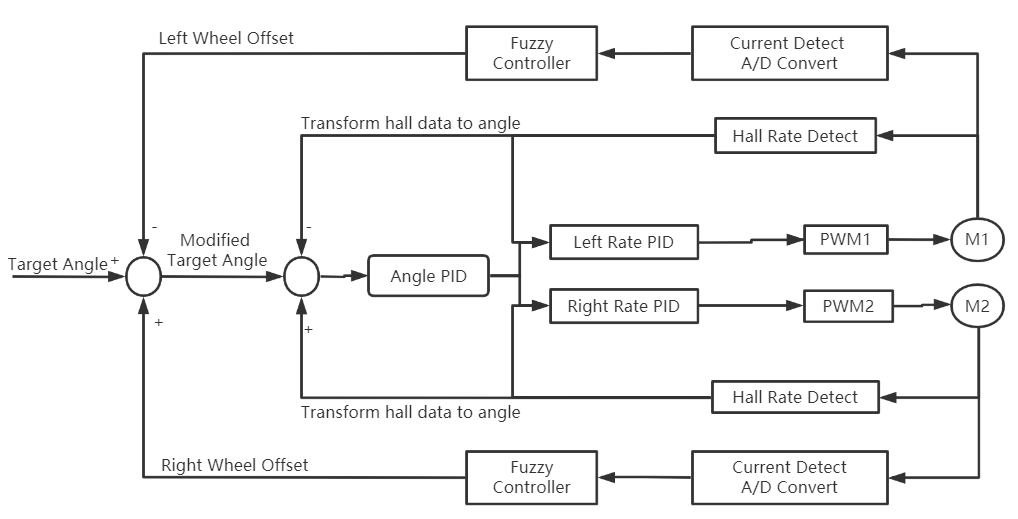 Left Wheel Offset
Fuzzy
Controller
Current Detect
A/D Convert
Transform hall data to angle
Hall Rate Detect
-
-
Modified
Target Angle
Target Angle
+
Angle PID
Left Rate PID
PWM1
M1
Right Rate PID
PWM2
M2
+
+
Transform hall data to angle
Hall Rate Detect
Right Wheel Offset
Fuzzy
Controller
Current Detect
A/D Convert